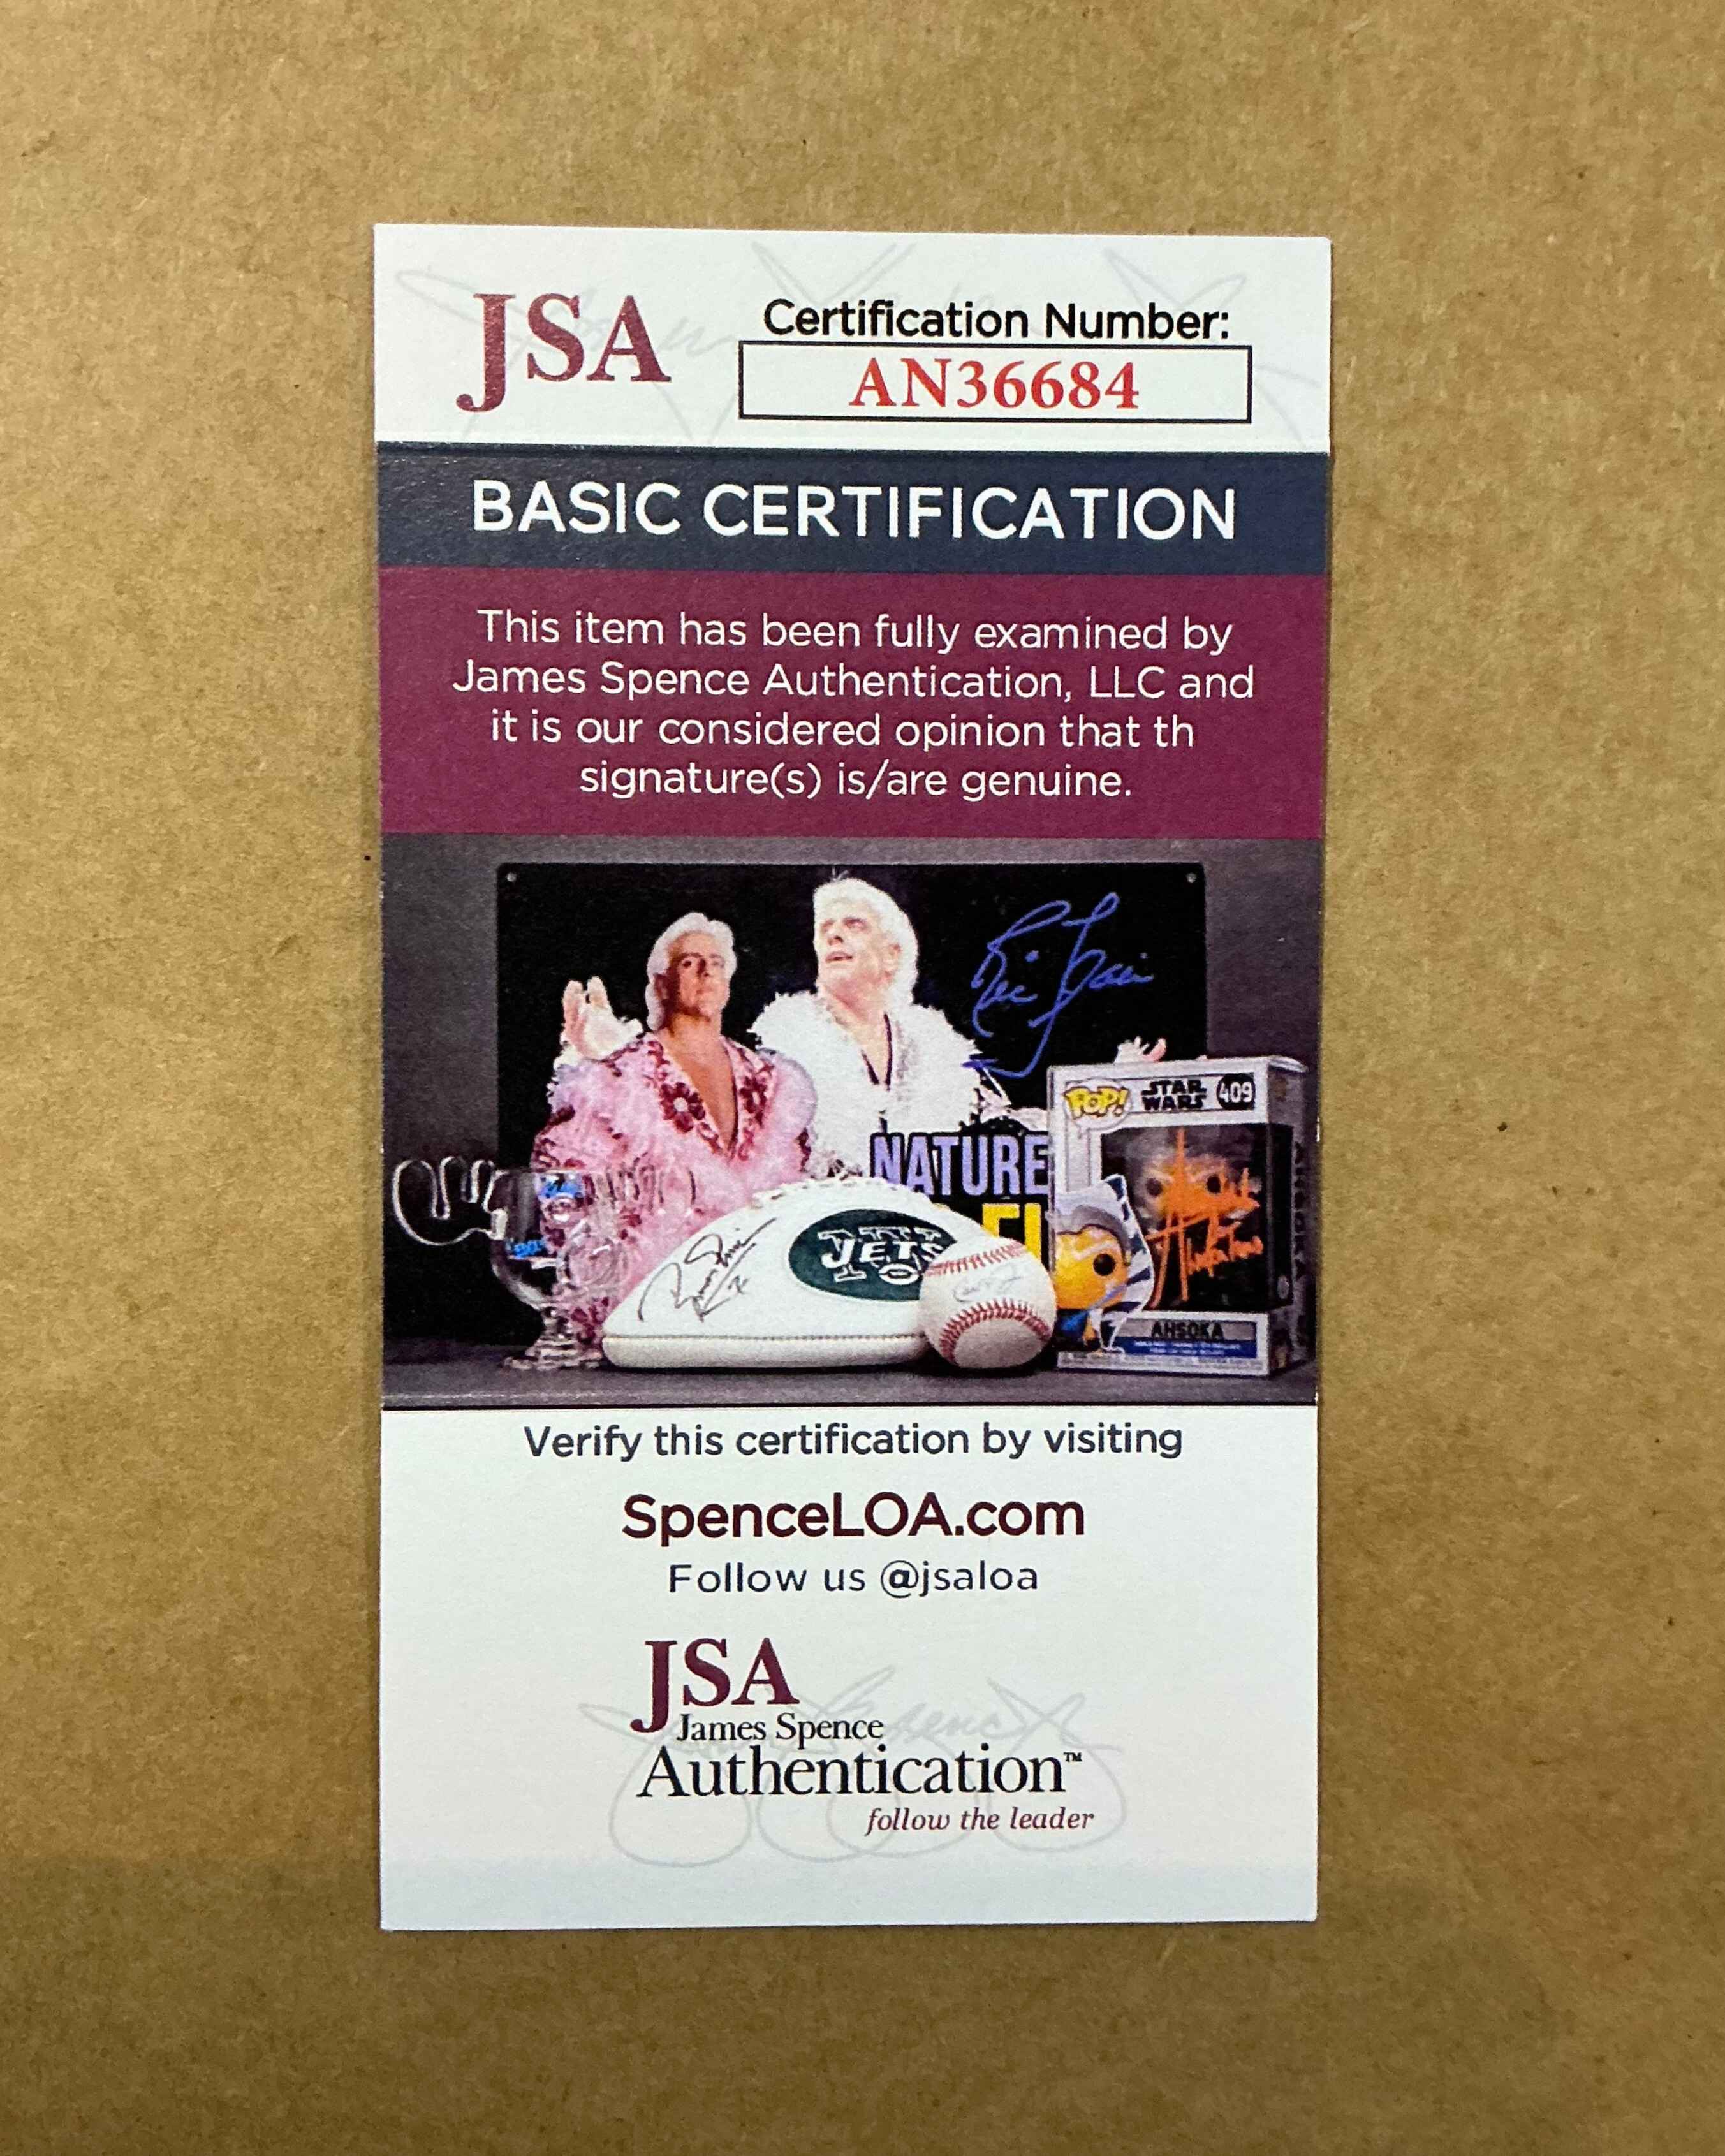 JSA
Certification Number:
AN36684
BASIC CERTIFICATION
This item has been fully examined by
James Spence Authentication, LLC and
it is our considered opinion that th
signature(s) is/are genuine.
Ric Flair
NATURE
POP!
STAR
WARS
409
JETS
AHSOKA
Verify this certification by visiting
SpenceLOA.com
Follow us @jsaloa
JSA
James Spence
Authentication™
follow the leader